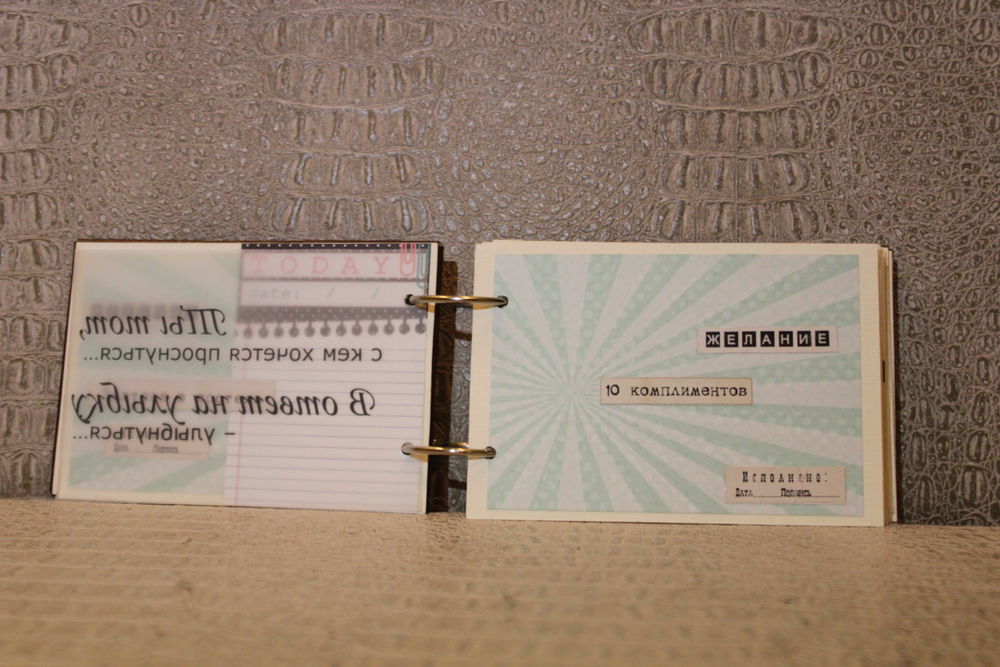 TODAY
date: / /
Ты тот,
с кем хочется проснуться...
В ответ на улыбку
– улыбнуться...
Дата Подпись
ЖЕЛАНИЕ
10 комплиментов
Исполнено:
Дата Подпись